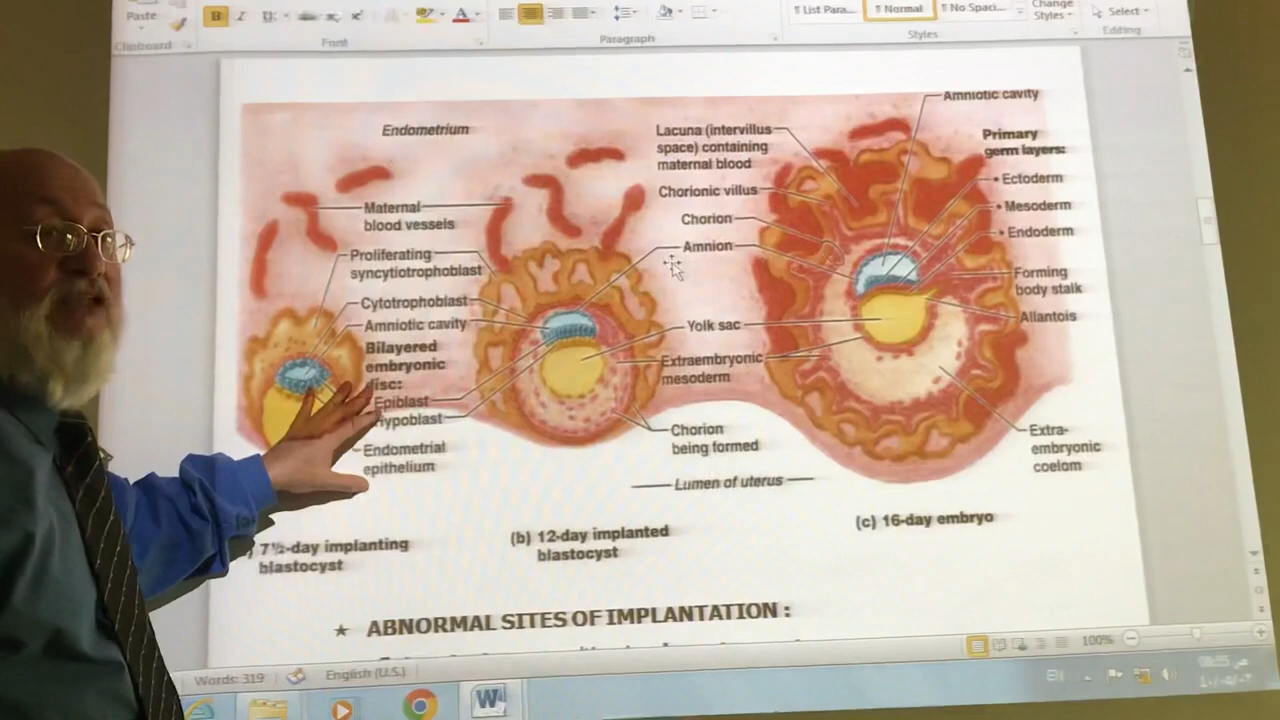 Paste
Clipboard
B
Font
Paragraph
¶ List Para...
¶ Normal
¶ No Spaci...
Change
Styles
Styles
Select
Editing
Endometrium
Maternal
blood vessels
Proliferating
syncytiotrophoblast
Cytotrophoblast
Amniotic cavity
Bilayered
embryonic
disc:
Epiblast
Hypoblast
Endometrial
epithelium
Lacuna (intervillus
space) containing
maternal blood
Chorionic villus
Chorion
Amnion
Yolk sac
Extraembryonic
mesoderm
Chorion
being formed
Lumen of uterus
Amniotic cavity
Primary
germ layers:
• Ectoderm
• Mesoderm
• Endoderm
Forming
body stalk
Allantois
Extra-
embryonic
coelom
) 7½-day implanting
blastocyst
(b) 12-day implanted
blastocyst
(c) 16-day embryo
★ ABNORMAL SITES OF IMPLANTATION :
Words: 319
English (U.S.)
100%
W
EN